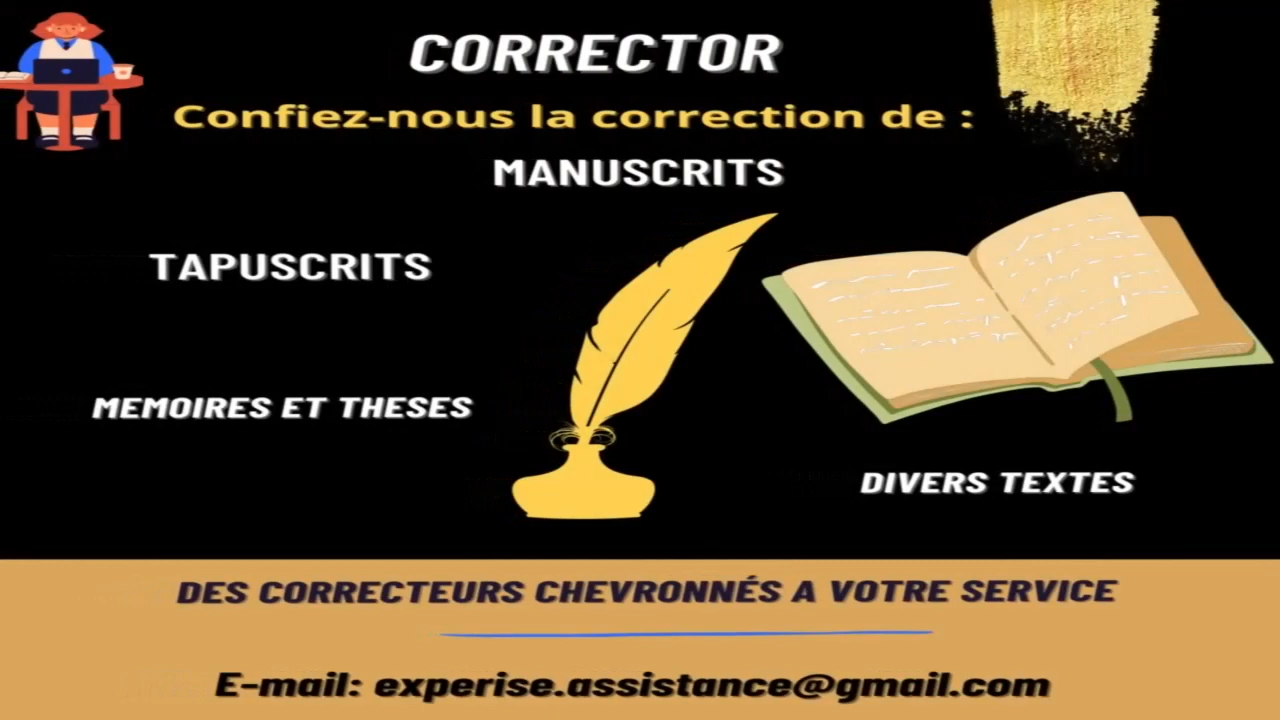 CORRECTOR
Confiez-nous la correction de :
MANUSCRITS
TAPUSCRITS
MEMOIRES ET THESES
DIVERS TEXTES
DES CORRECTEURS CHEVRONNÉS A VOTRE SERVICE
E-mail: experise.assistance@gmail.com